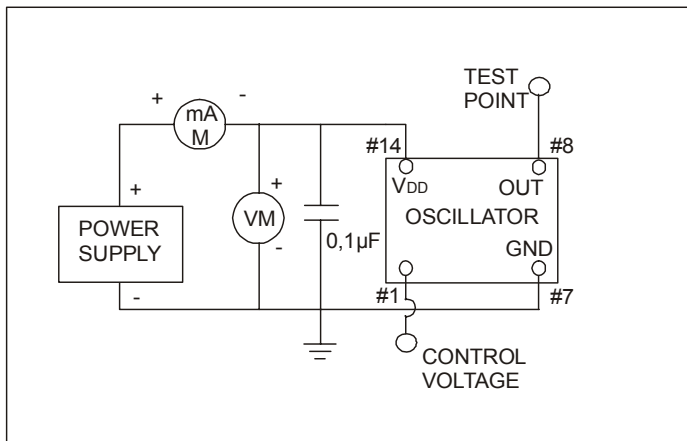 TEST
POINT
+ -
mA
M
#14 #8
+
+
VDD OUT
POWER
SUPPLY
VM
OSCILLATOR
-
0,1µF
GND
-
#1 #7
CONTROL
VOLTAGE